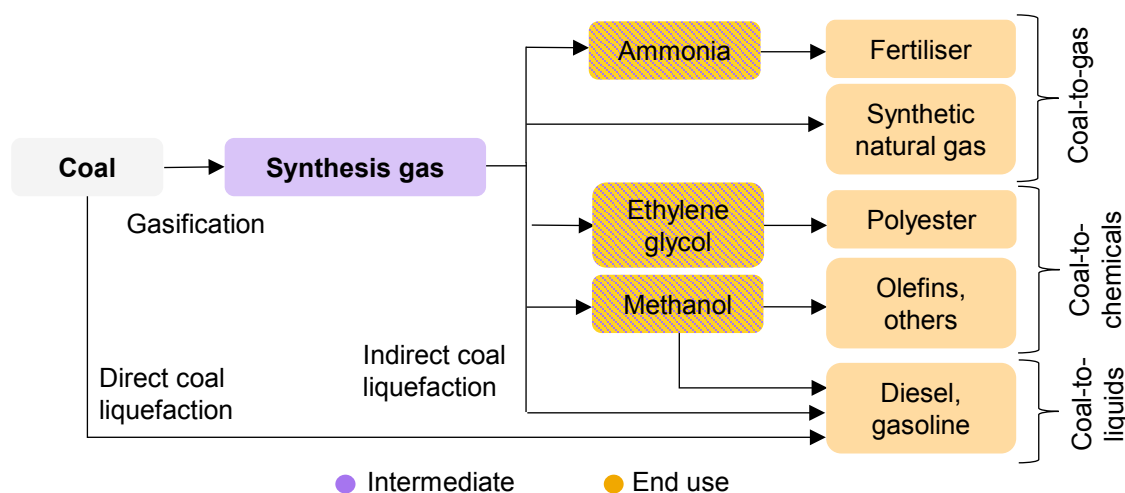 Ammonia
Fertiliser
Synthetic
natural gas
Coal-to-gas
Coal
Synthesis gas
Gasification
Ethylene
glycol
Polyester
Methanol
Olefins,
others
Coal-to-
chemicals
Direct coal
liquefaction
Indirect coal
liquefaction
Diesel,
gasoline
Coal-to-
liquids
Intermediate
End use